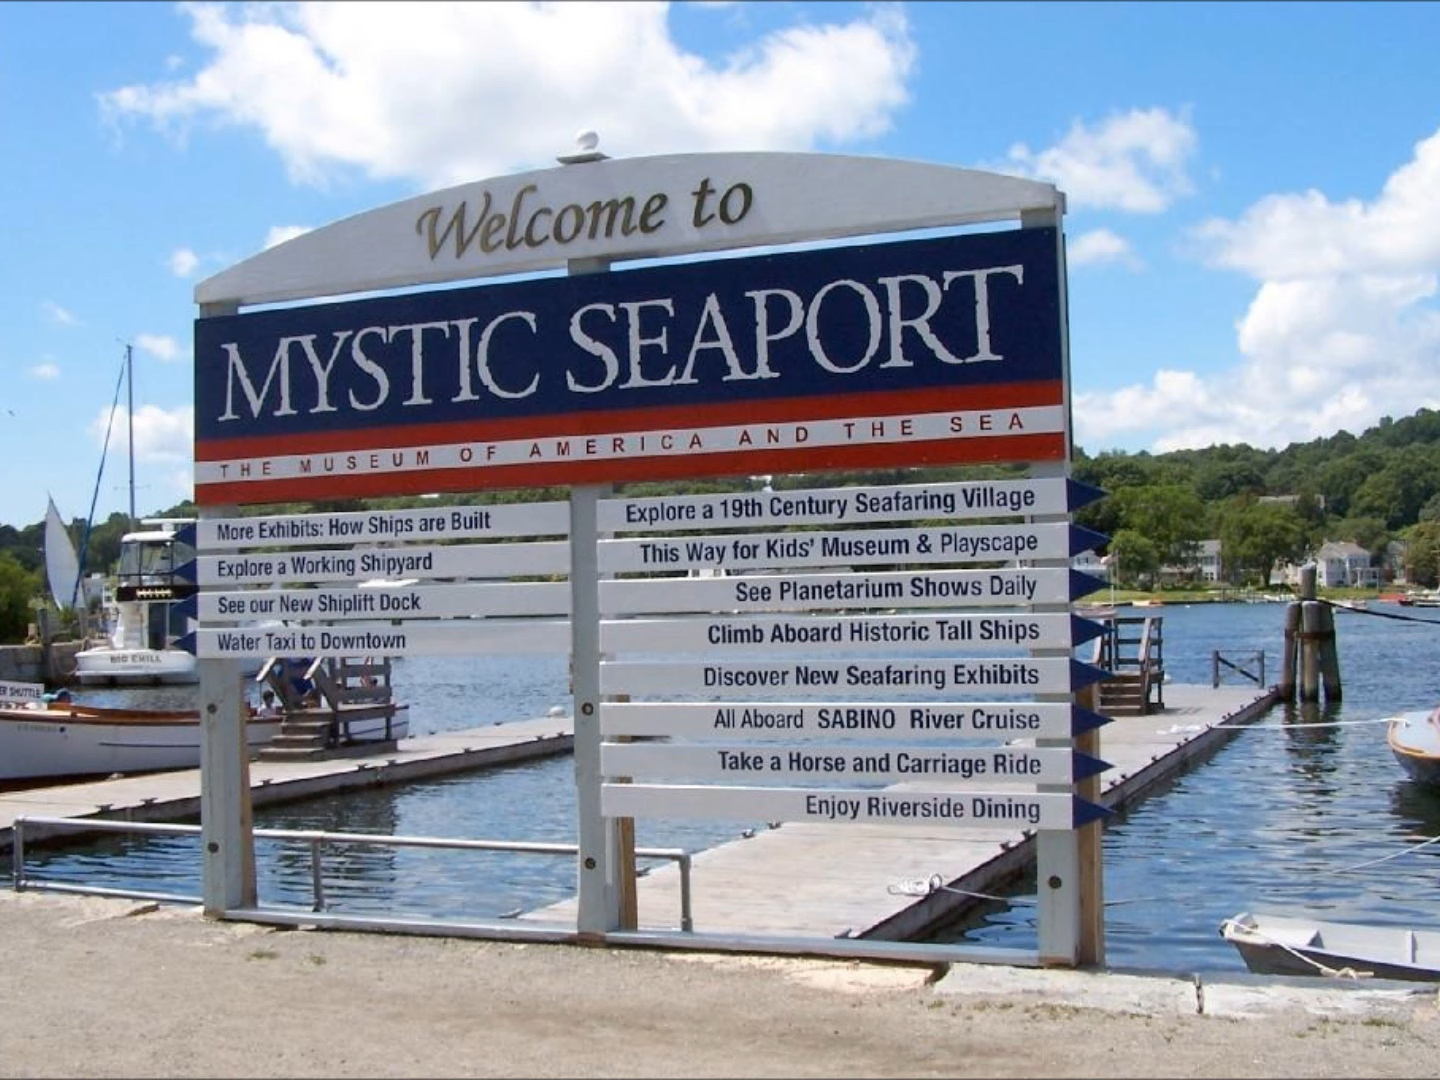 Welcome to
MYSTIC SEAPORT
THE MUSEUM OF AMERICA AND THE SEA
More Exhibits: How Ships are Built
Explore a Working Shipyard
See our New Shiplift Dock
Water Taxi to Downtown
Explore a 19th Century Seafaring Village
This Way for Kids' Museum & Playscape
See Planetarium Shows Daily
Climb Aboard Historic Tall Ships
Discover New Seafaring Exhibits
All Aboard SABINO River Cruise
Take a Horse and Carriage Ride
Enjoy Riverside Dining
BIG CHILL
SHUTTLE